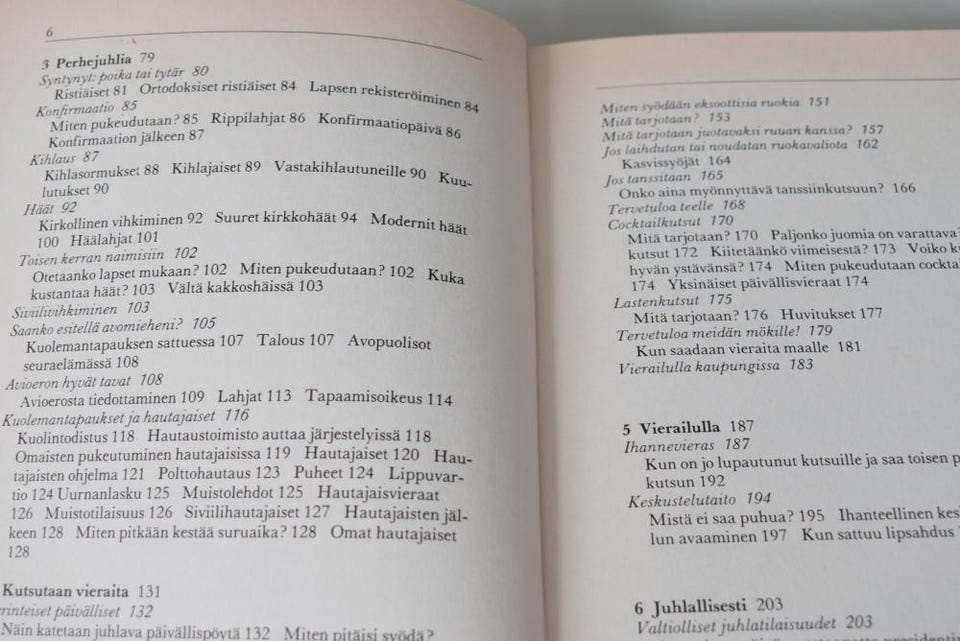 6
3 Perhejuhlia 79
Syntynyt: poika tai tytär 80
Ristiäiset 81 Ortodoksiset ristiäiset 84 Lapsen rekisteröiminen 84
Konfirmaatio 85
Miten pukeudutaan? 85 Rippilahjat 86 Konfirmaatiopäivä 86
Konfirmaation jälkeen 87
Kihlaus 87
Kihlasormukset 88 Kihlajaiset 89 Vastakihlautuneille 90 Kuu-
lutukset 90
Häät 92
Kirkollinen vihkiminen 92 Suuret kirkkohäät 94 Modernit häät
100 Häälahjat 101
Toisen kerran naimisiin 102
Otetaanko lapset mukaan? 102 Miten pukeudutaan? 102 Kuka
kustantaa häät? 103 Vältä kakkoshäissä 103
Siviilivihkiminen 103
Saanko esitellä avomieheni? 105
Kuolemantapauksen sattuessa 107 Talous 107 Avopuolisot
seuraelämässä 108
Avioeron hyvät tavat 108
Avioerosta tiedottaminen 109 Lahjat 113 Tapaamisoikeus 114
Kuolemantapaukset ja hautajaiset 116
Kuolintodistus 118 Hautaustoimisto auttaa järjestelyissä 118
Omaisten pukeutuminen hautajaisissa 119 Hautajaiset 120 Hau-
tajaisten ohjelma 121 Polttohautaus 123 Puheet 124 Lippuvar-
tio 124 Uurnanlasku 125 Muistolehdot 125 Hautajaisvieraat
126 Muistotilaisuus 126 Siviilihautajaiset 127 Hautajaisten jäl-
keen 128 Miten pitkään kestää suruaika? 128 Omat hautajaiset
128
Kutsutaan vieraita 131
rinteiset päivälliset 132
Näin katetaan juhlava päivällispöytä 132 Miten pitäisi syödä?
Miten syödään eksoottisia ruokia 151
Mitä tarjotaan? 153
Mitä tarjotaan juotavaksi ruuan kanssa? 157
Jos laihdutan tai noudatan ruokavaliota 162
Kasvissyöjät 164
Jos tanssitaan 165
Onko aina myönnyttävä tanssiinkutsuun? 166
Tervetuloa teelle 168
Cocktailkutsut 170
Mitä tarjotaan? 170 Paljonko juomia on varattava?
kutsut 172 Kiitetäänkö viimeisestä? 173 Voiko k
hyvän ystävänsä? 174 Miten pukeudutaan cockta
174 Yksinäiset päivällisvieraat 174
Lastenkutsut 175
Mitä tarjotaan? 176 Huvitukset 177
Tervetuloa meidän mökille! 179
Kun saadaan vieraita maalle 181
Vierailulla kaupungissa 183
5 Vierailulla 187
Ihannevieras 187
Kun on jo lupautunut kutsuille ja saa toisen p
kutsun 192
Keskustelutaito 194
Mistä ei saa puhua? 195 Ihanteellinen kes
lun avaaminen 197 Kun sattuu lipsahdus
6 Juhlallisesti 203
Valtiolliset juhlatilaisuudet 203